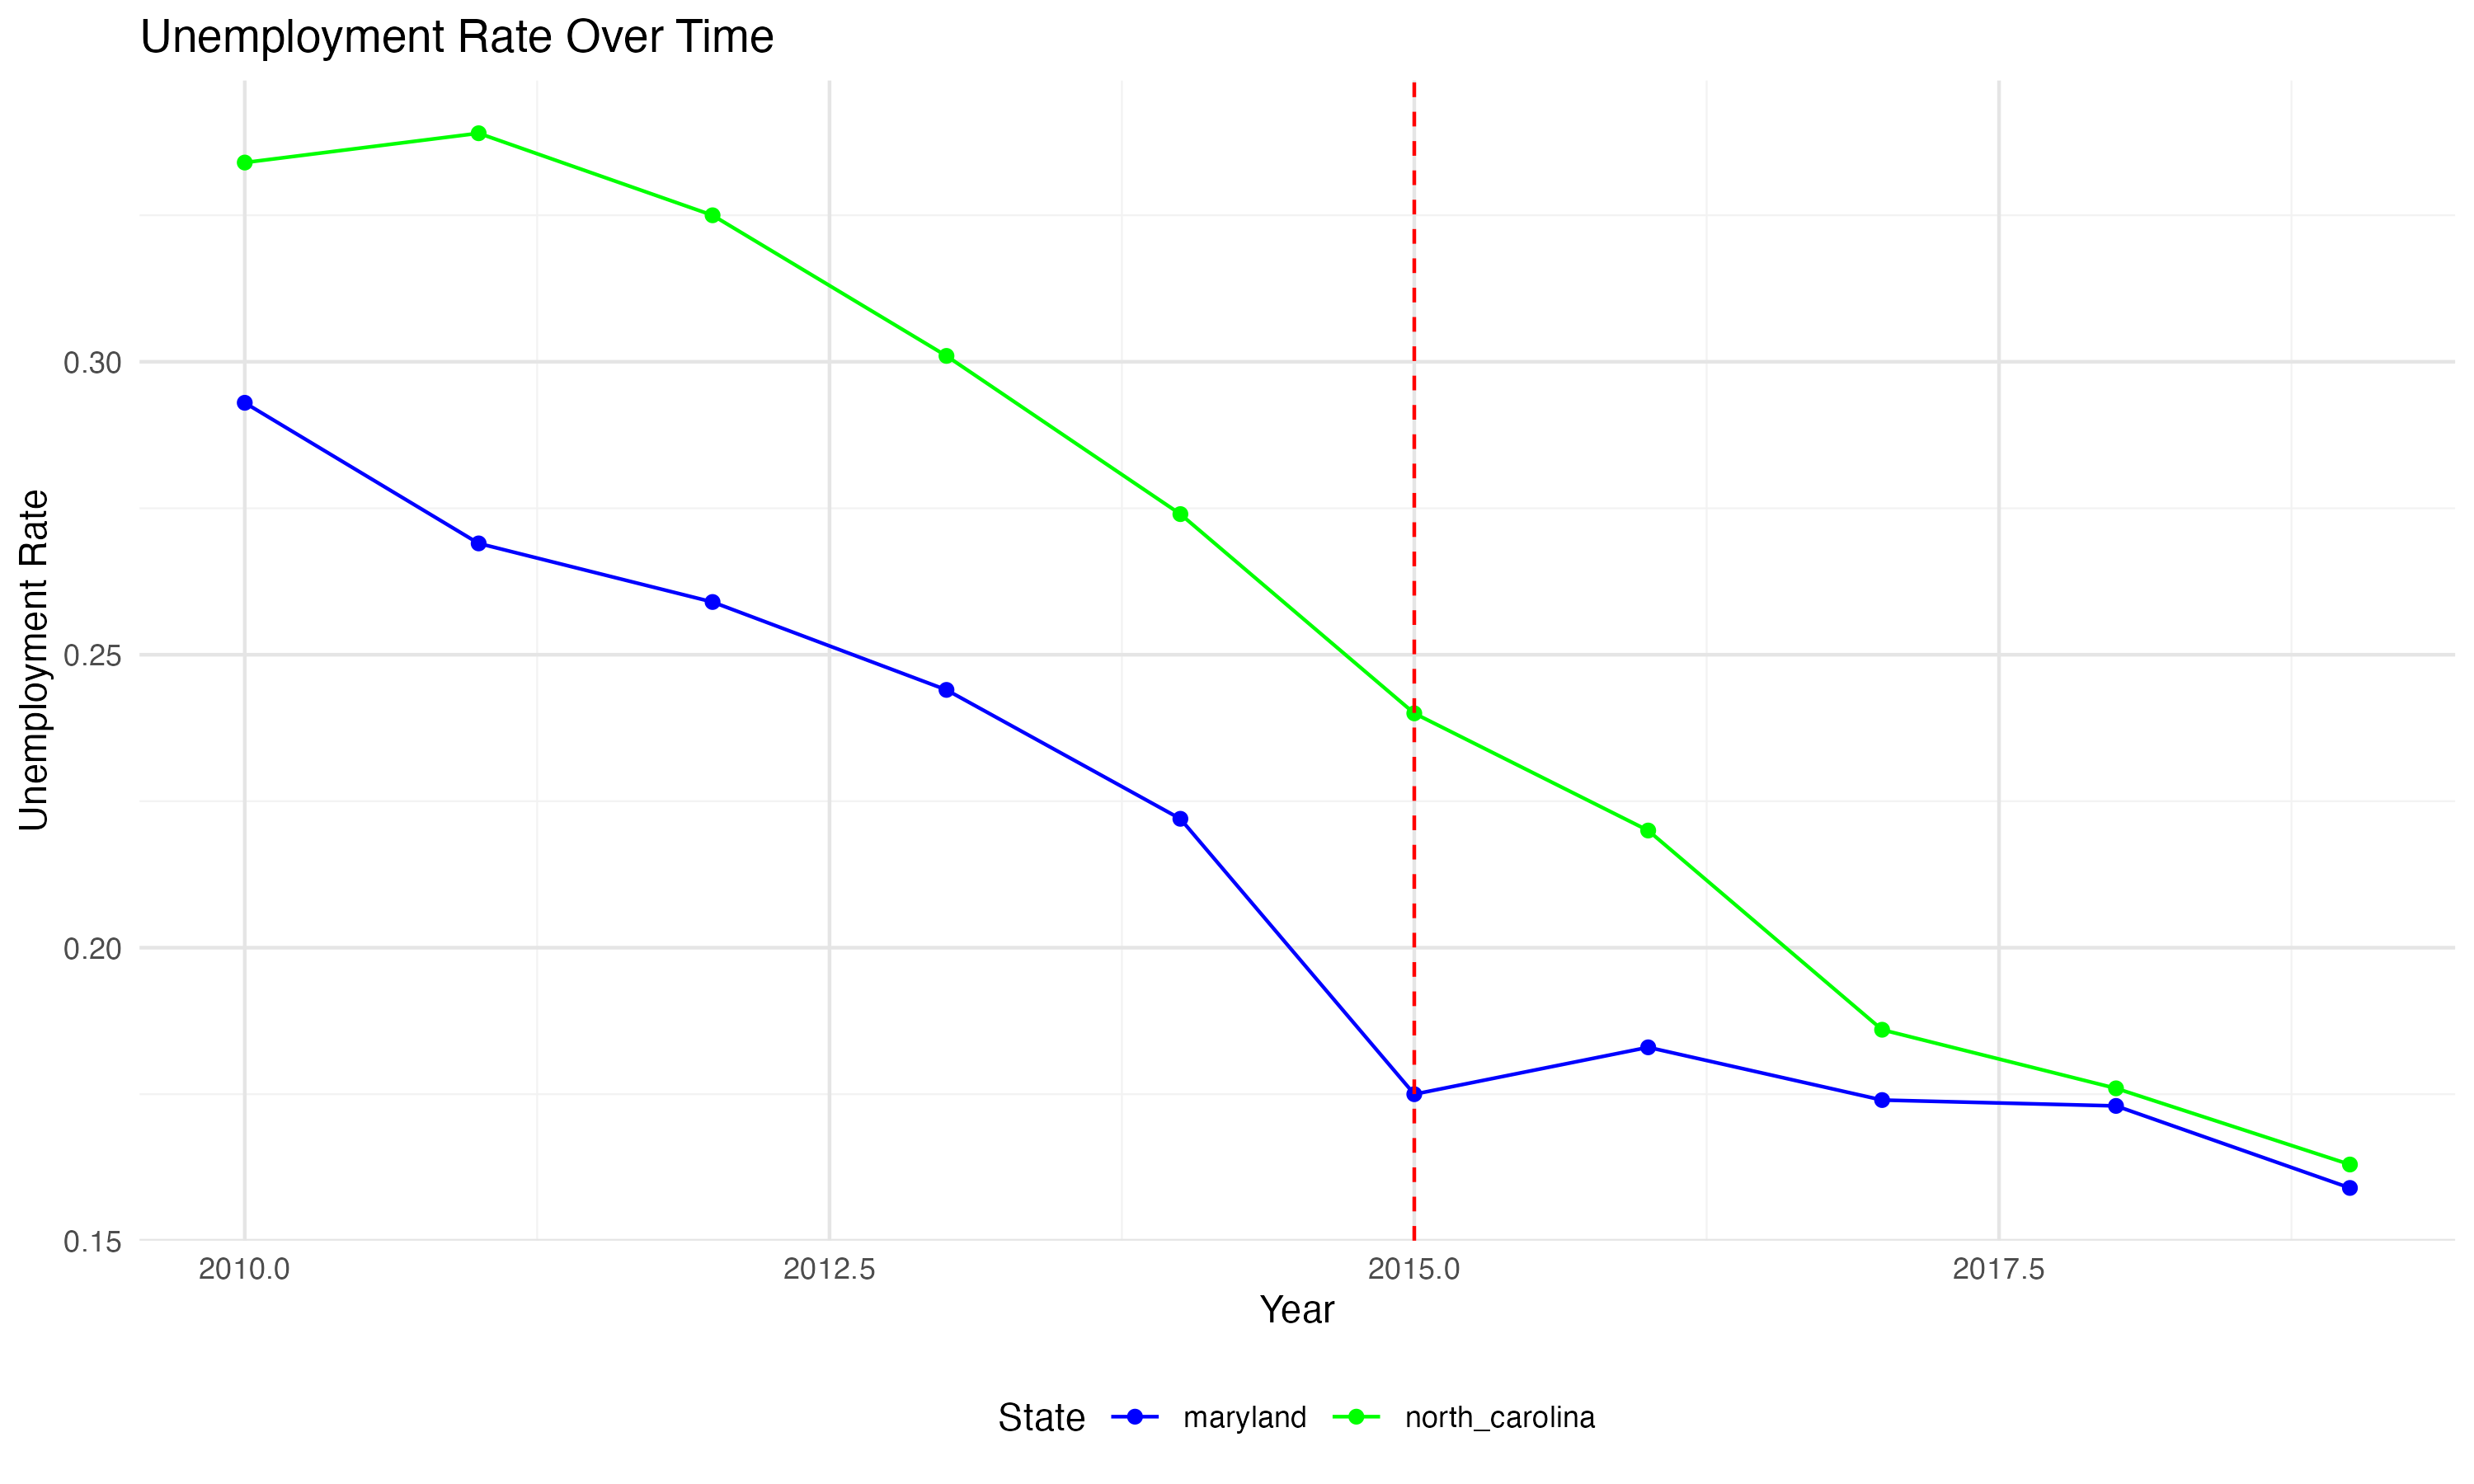 Unemployment Rate Over Time
Unemployment Rate
0.30
0.25
0.20
0.15
2010.0 2012.5 2015.0 2017.5
Year
State maryland north_carolina